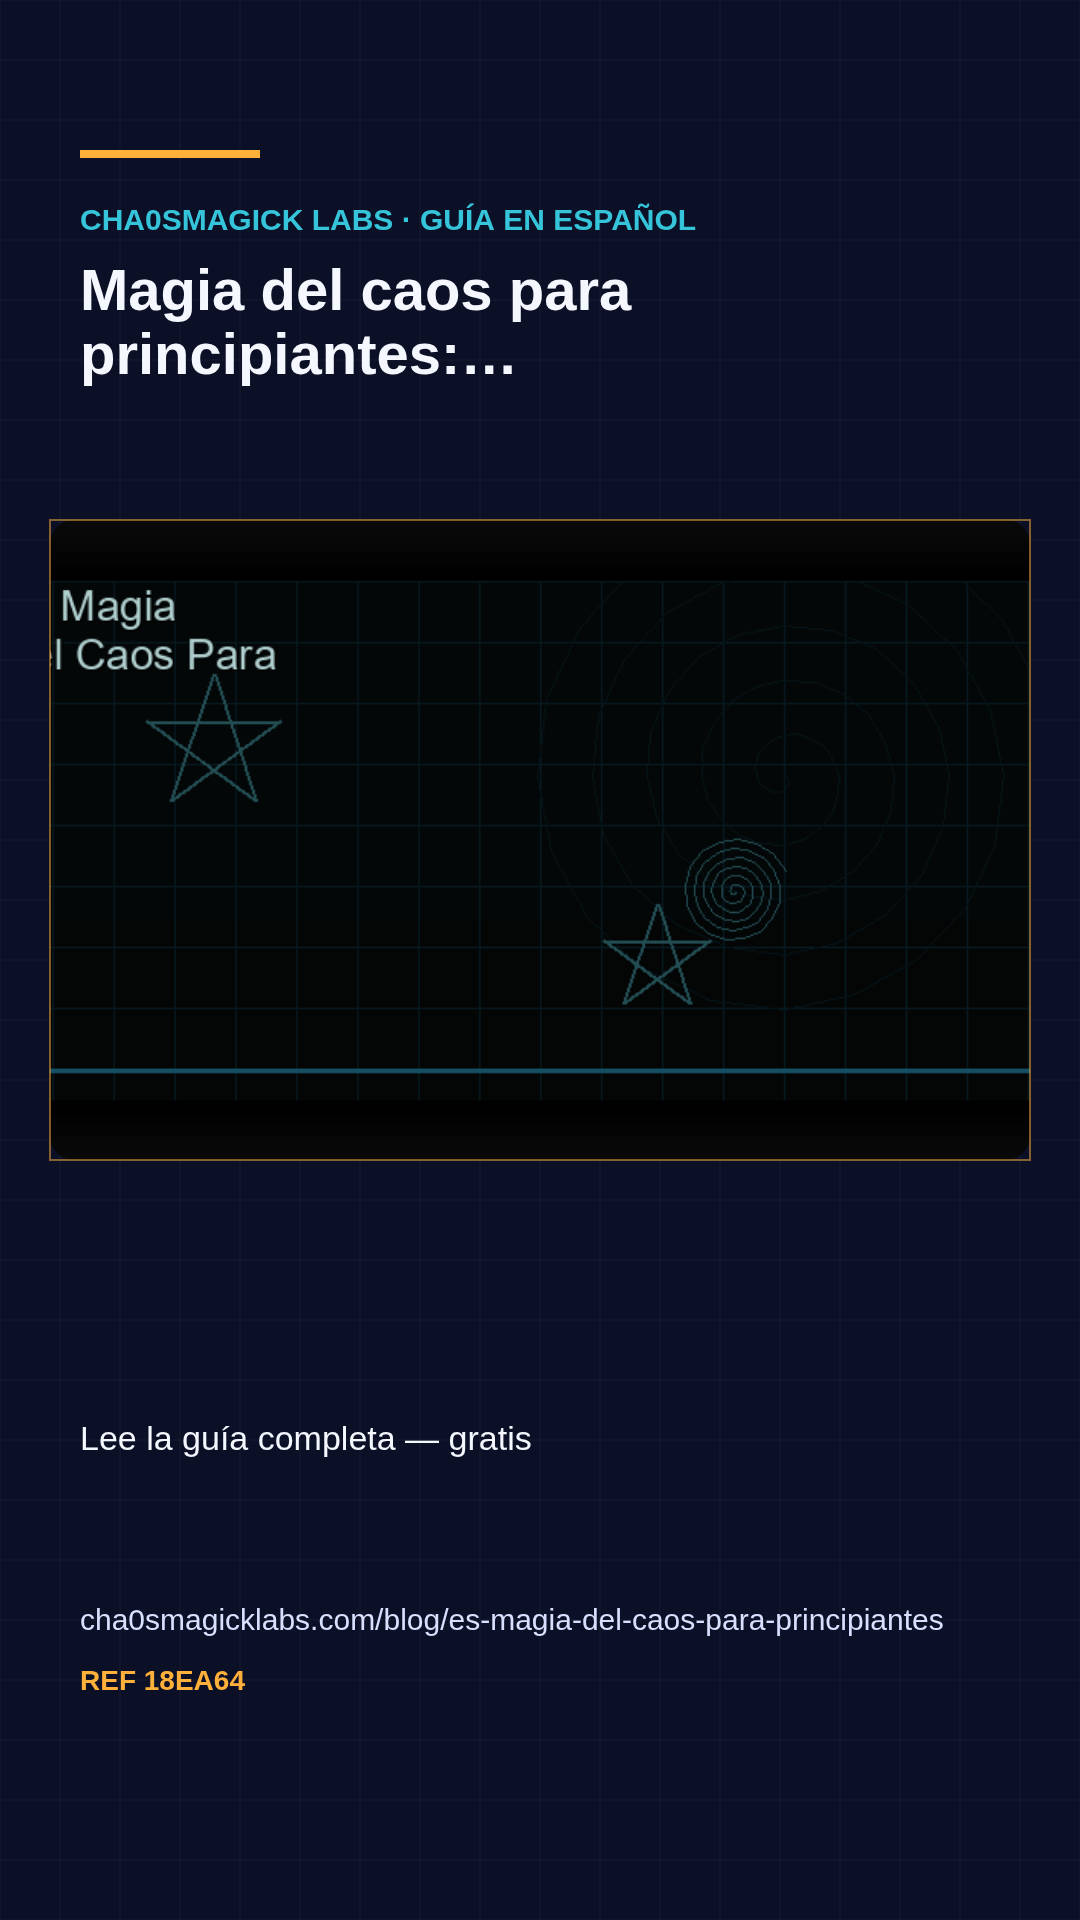 CHA0SMAGICK LABS · GUÍA EN ESPAÑOL
Magia del caos para
principiantes:...
Magia
l Caos Para
Lee la guía completa — gratis
cha0smagicklabs.com/blog/es-magia-del-caos-para-principiantes
REF 18EA64